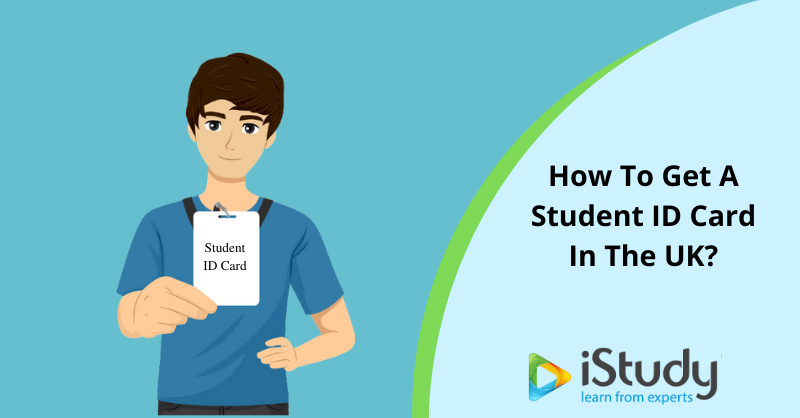 Student
ID Card
How To Get A
Student ID Card
In The UK?
iStudy
learn from experts